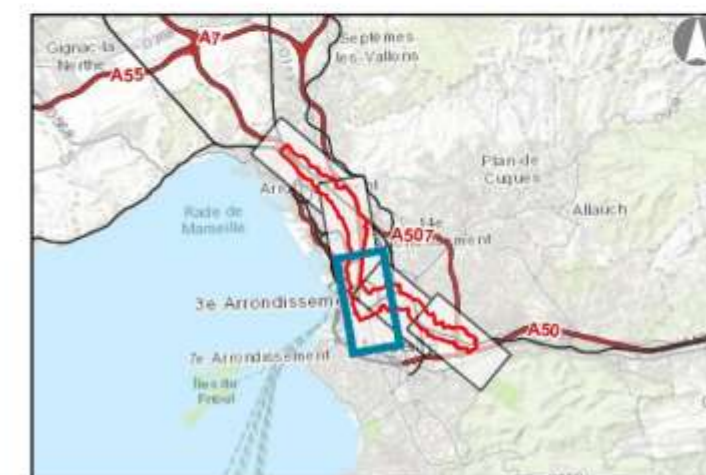 A7
Septèmes
les-Vallons
Gignac-la
Nerthe
A55
Plan-de
Cuques
Allauch
Rade de
Marseille
14e
A507
3e Arrondissem
A50
7e Arrondissement
Îles du
Frioul